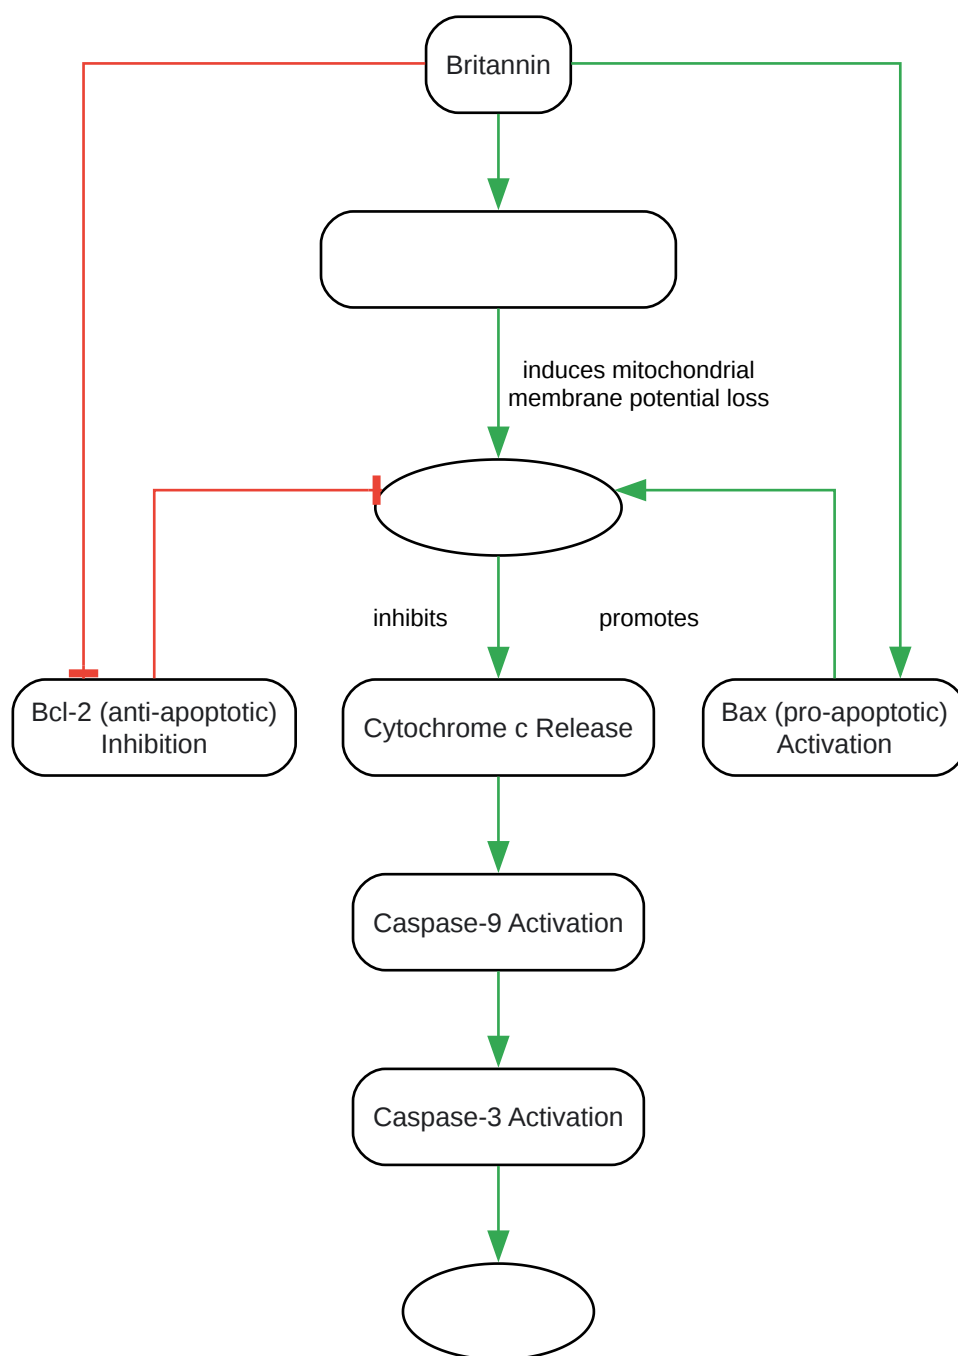 Britannin
induces mitochondrial
membrane potential loss
inhibits
promotes
Bcl-2 (anti-apoptotic)
Inhibition
Cytochrome c Release
Bax (pro-apoptotic)
Activation
Caspase-9 Activation
Caspase-3 Activation